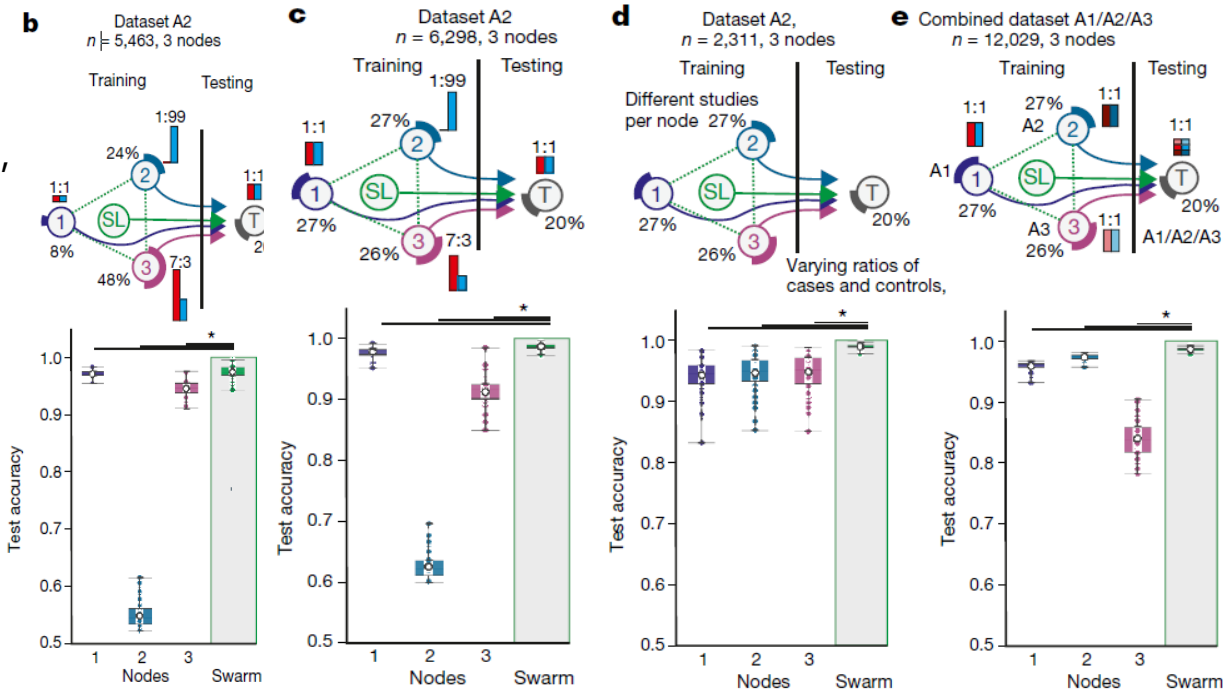 b
Dataset A2
n = 5,463, 3 nodes
Training
Testing
1:99
24%
2
,
1:1
1:1
1
SL
T
8%
3
48%
7:3
*
1.0
0.9
0.8
0.7
0.6
0.5
Test accuracy
1
2
3
Nodes
Swarm
c
Dataset A2
n = 6,298, 3 nodes
Training
Testing
1:99
27%
2
1:1
1:1
1
SL
T
27%
20%
3
26%
7:3
*
1.0
0.9
0.8
0.7
0.6
0.5
Test accuracy
1
2
3
Nodes
Swarm
d
Dataset A2,
n = 2,311, 3 nodes
Training
Testing
Different studies
per node
27%
2
1
SL
T
27%
20%
3
26%
Varying ratios of
cases and controls,
*
1.0
0.9
0.8
0.7
0.6
0.5
Test accuracy
1
2
3
Nodes
Swarm
e
Combined dataset A1/A2/A3
n = 12,029, 3 nodes
Training
Testing
1:1
27%
A2
2
1:1
1:1
A1
1
SL
T
27%
20%
A3
3
1:1
26%
A1/A2/A3
*
1.0
0.9
0.8
0.7
0.6
0.5
Test accuracy
1
2
3
Nodes
Swarm